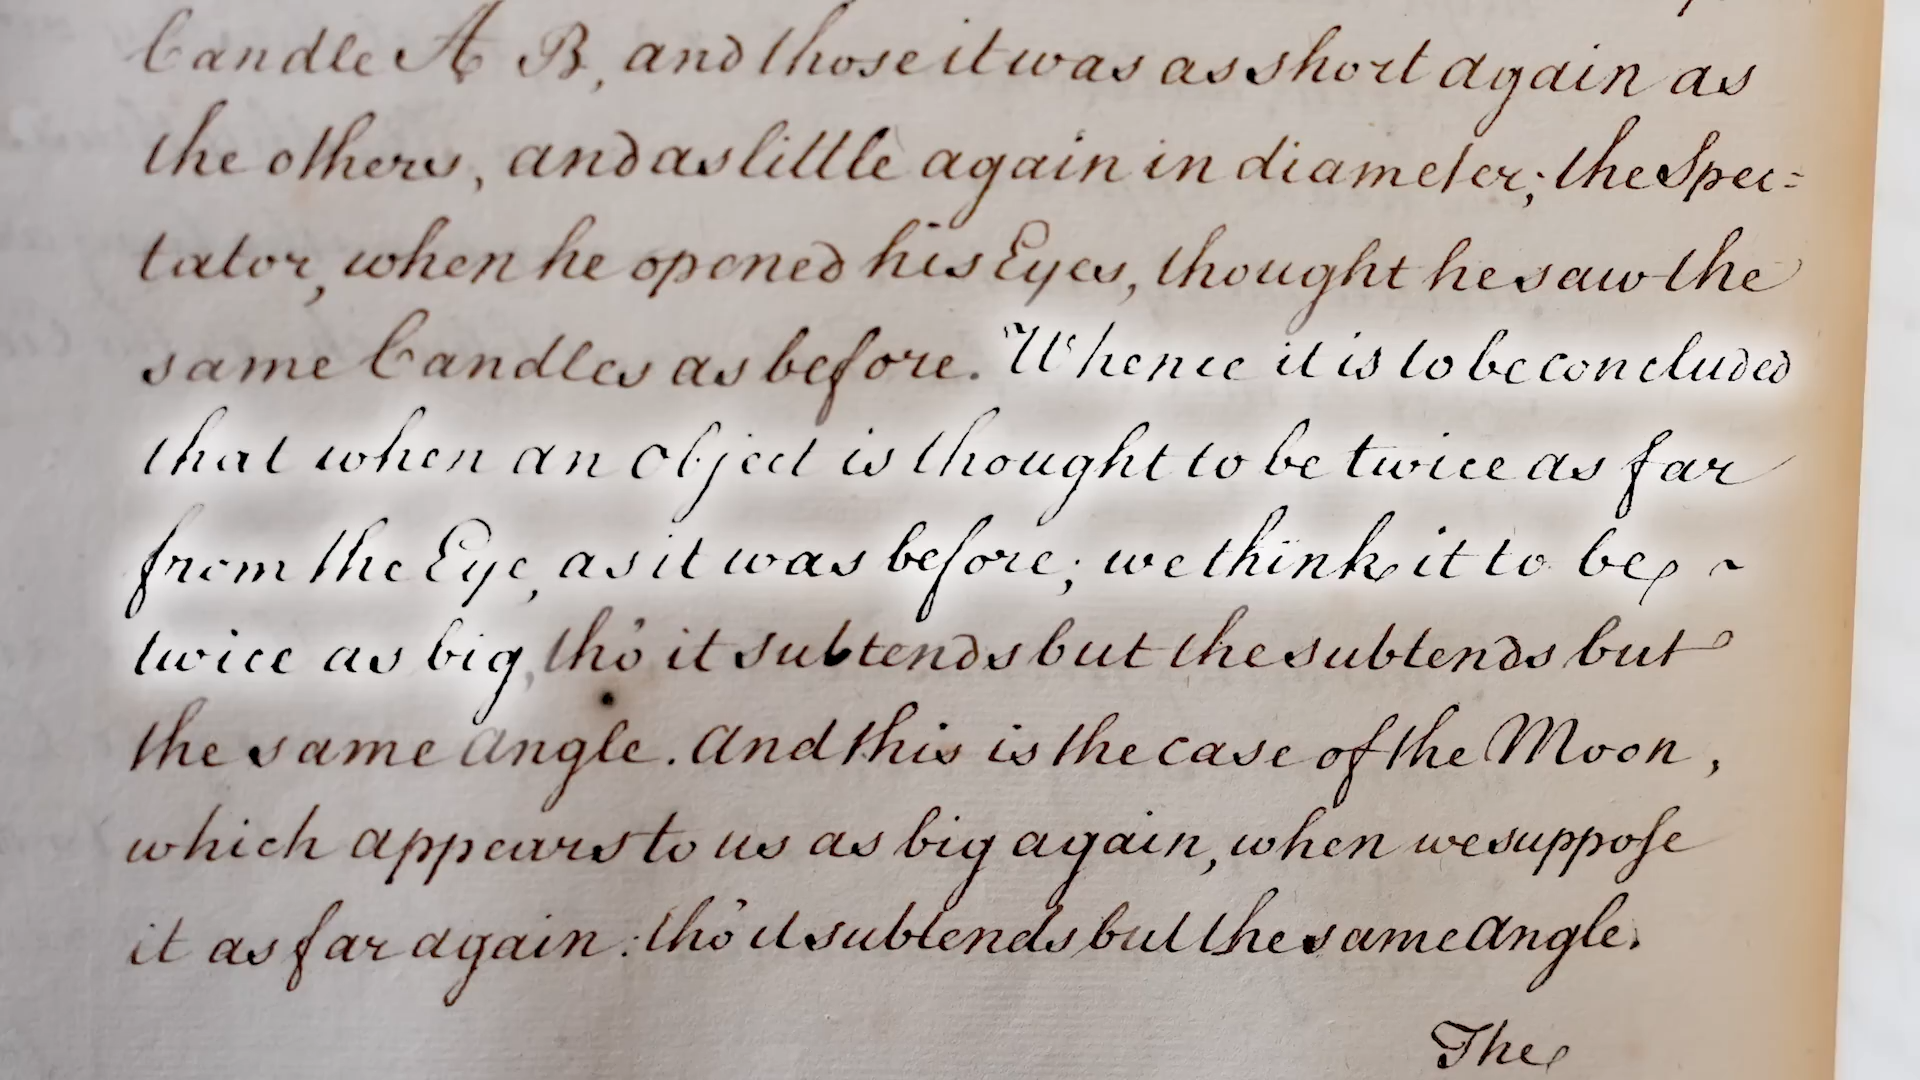 Candle A B, and those it was as short again as
the others, and as little again in diameter; the Spec=
tator, when he opened his Eyes, thought he saw the
same Candles as before. Whence it is to be concluded
that when an Object is thought to be twice as far
from the Eye, as it was before; we think it to be ~
twice as big, tho' it subtends but the subtends but
the same Angle. And this is the case of the Moon,
which appears to us as big again, when we suppose
it as far again: tho' it subtends but the same Angle.
The